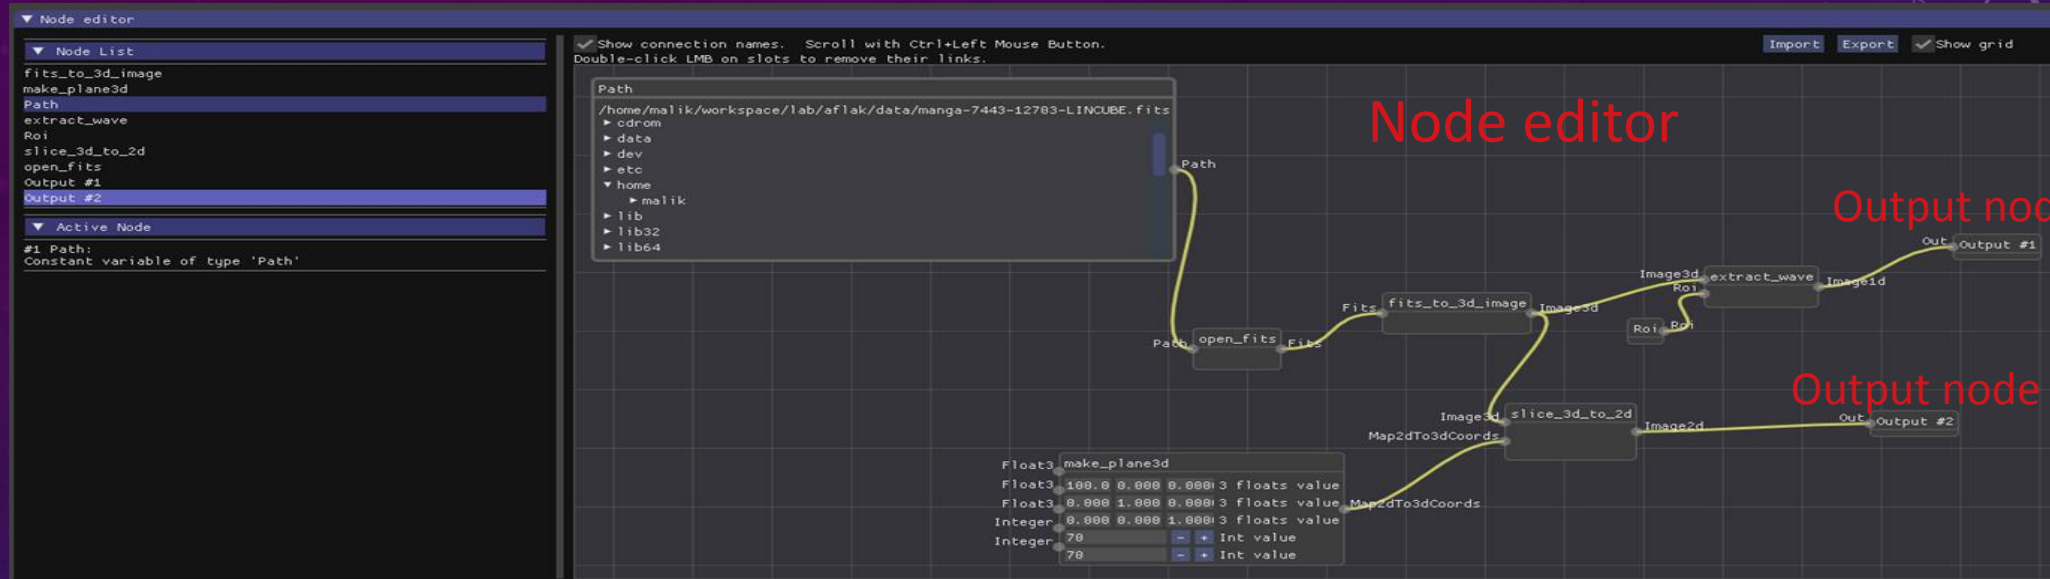 Node editor
Node List
fits_to_3d_image
make_plane3d
Path
extract_wave
Roi
slice_3d_to_2d
open_fits
Output #1
Output #2
Active Node
#1 Path:
Constant variable of type 'Path'
Show connection names. Scroll with Ctrl+Left Mouse Button.
Double-click LMB on slots to remove their links.
Import Export Show grid
Path
/home/malik/workspace/lab/aflak/data/manga-7443-12703-LINCUBE.fits
cdrom
data
dev
etc
home
malik
lib
lib32
lib64
Path
Node editor
Output nod
Out Output #1
Image3d extract_wave Image1d
Roi
Roi Roi
Fits fits_to_3d_image Image3d
Path open_fits Fits
Output node
Out Output #2
Image3d slice_3d_to_2d Image2d
Map2dTo3dCoords
Float3 make_plane3d
Float3 100.0 0.000 0.000 3 floats value
Float3 0.000 1.000 0.000 3 floats value Map2dTo3dCoords
Integer 0.000 0.000 1.000 3 floats value
Integer 70 - + Int value
70 - + Int value